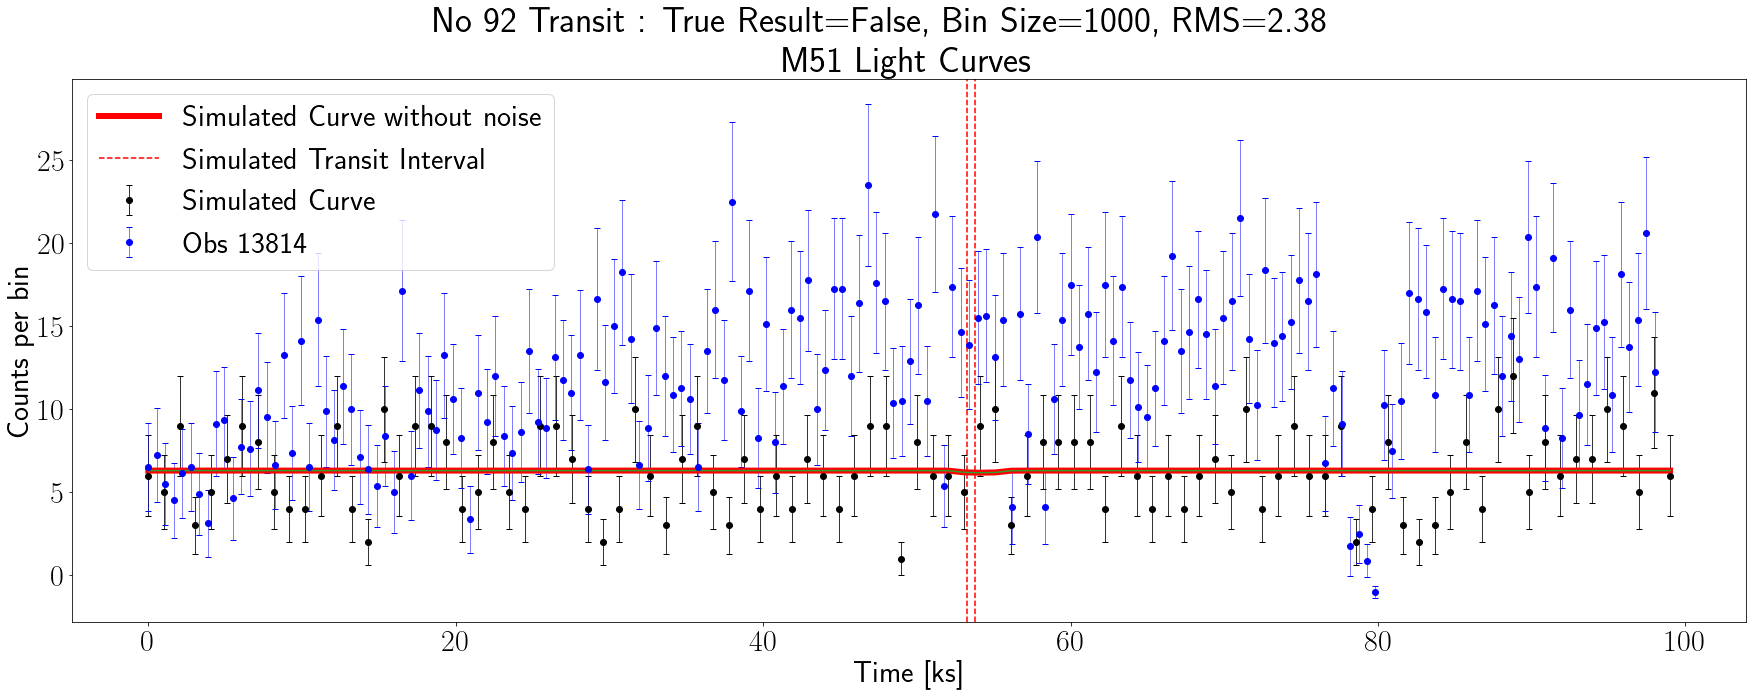 No 92 Transit : True Result=False, Bin Size=1000, RMS=2.38
M51 Light Curves
Simulated Curve without noise
Simulated Transit Interval
Simulated Curve
Obs 13814
Counts per bin
25
20
15
10
5
0
0 20 40 60 80 100
Time [ks]